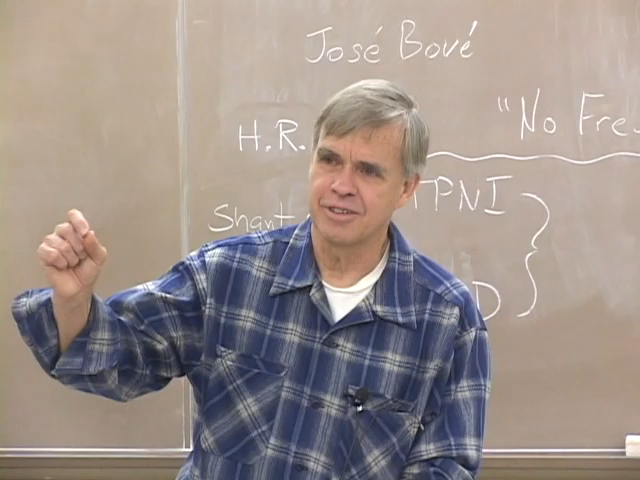 José Bové
"No Fre
H.R.
TPNI
Shant
D